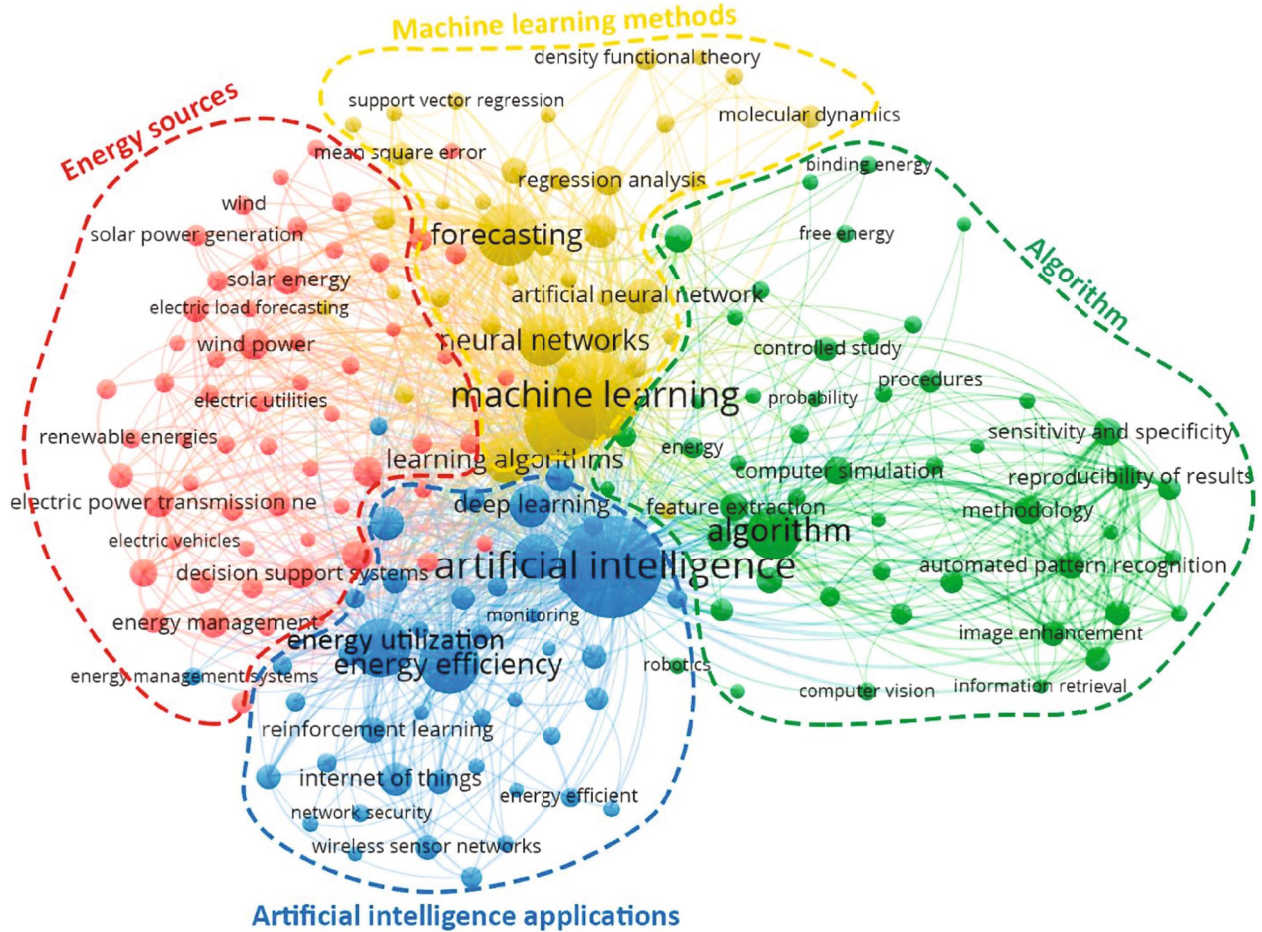 Machine learning methods
density functional theory
support vector regression
molecular dynamics
Energy sources
mean square error
binding energy
regression analysis
wind
solar power generation
forecasting
free energy
Algorithm
solar energy
artificial neural network
electric load forecasting
neural networks
wind power
controlled study
procedures
machine learning
probability
electric utilities
renewable energies
sensitivity and specificity
energy
learning algorithms
computer simulation
reproducibility of results
electric power transmission ne
deep learning
feature extraction
methodology
algorithm
electric vehicles
artificial intelligence
automated pattern recognition
decision support systems
monitoring
energy management
image enhancement
energy utilization
energy efficiency
robotics
energy management systems
computer vision
information retrieval
reinforcement learning
internet of things
energy efficient
network security
wireless sensor networks
Artificial intelligence applications